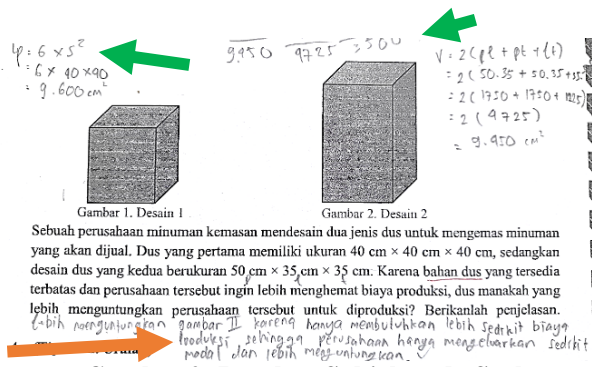 Lp = 6 × S²
= 6 × 40 × 40
= 9.600 cm²
9950 4725 3500
V = 2 (pl + pt + lt)
= 2 ( 50.35 + 50.35 + 35.
= 2 ( 1750 + 1750 + 1225)
= 2 ( 4725)
= 9.450 cm²
Gambar 1. Desain 1
Gambar 2. Desain 2
Sebuah perusahaan minuman kemasan mendesain dua jenis dus untuk mengemas minuman
yang akan dijual. Dus yang pertama memiliki ukuran 40 cm × 40 cm × 40 cm, sedangkan
desain dus yang kedua berukuran 50 cm × 35 cm × 35 cm. Karena bahan dus yang tersedia
terbatas dan perusahaan tersebut ingin lebih menghemat biaya produksi, dus manakah yang
lebih menguntungkan perusahaan tersebut untuk diproduksi? Berikanlah penjelasan.
lebih menguntungkan gambar II karena hanya membutuhkan lebih sedikit biaya
produksi sehingga perusahaan hanya mengeluarkan sedikit
modal dan lebih menguntungkan